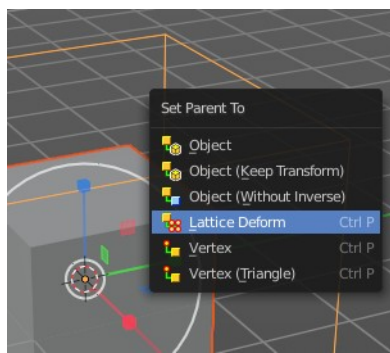 Set Parent To
Object
Object (Keep Transform)
Object (Without Inverse)
Lattice Deform Ctrl P
Vertex Ctrl P
Vertex (Triangle) Ctrl P